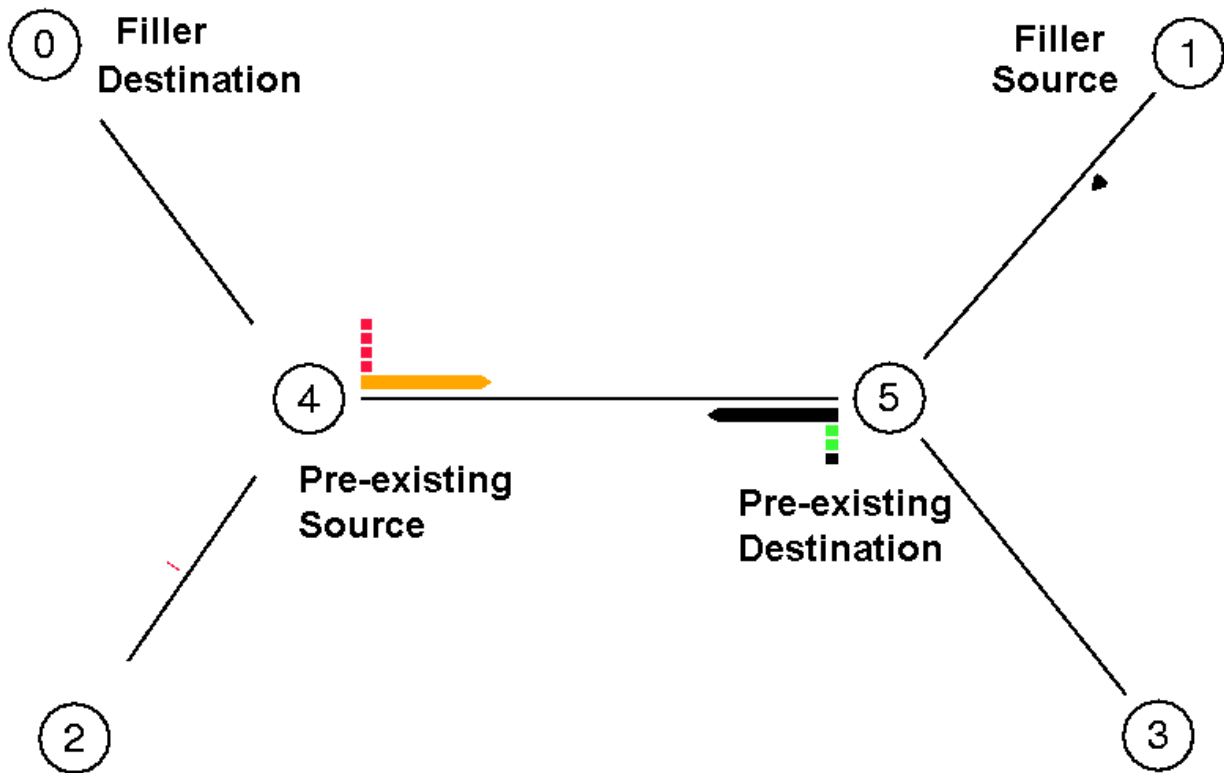 0
Filler
Destination
Filler
Source
1
4
5
Pre-existing
Source
Pre-existing
Destination
2
3